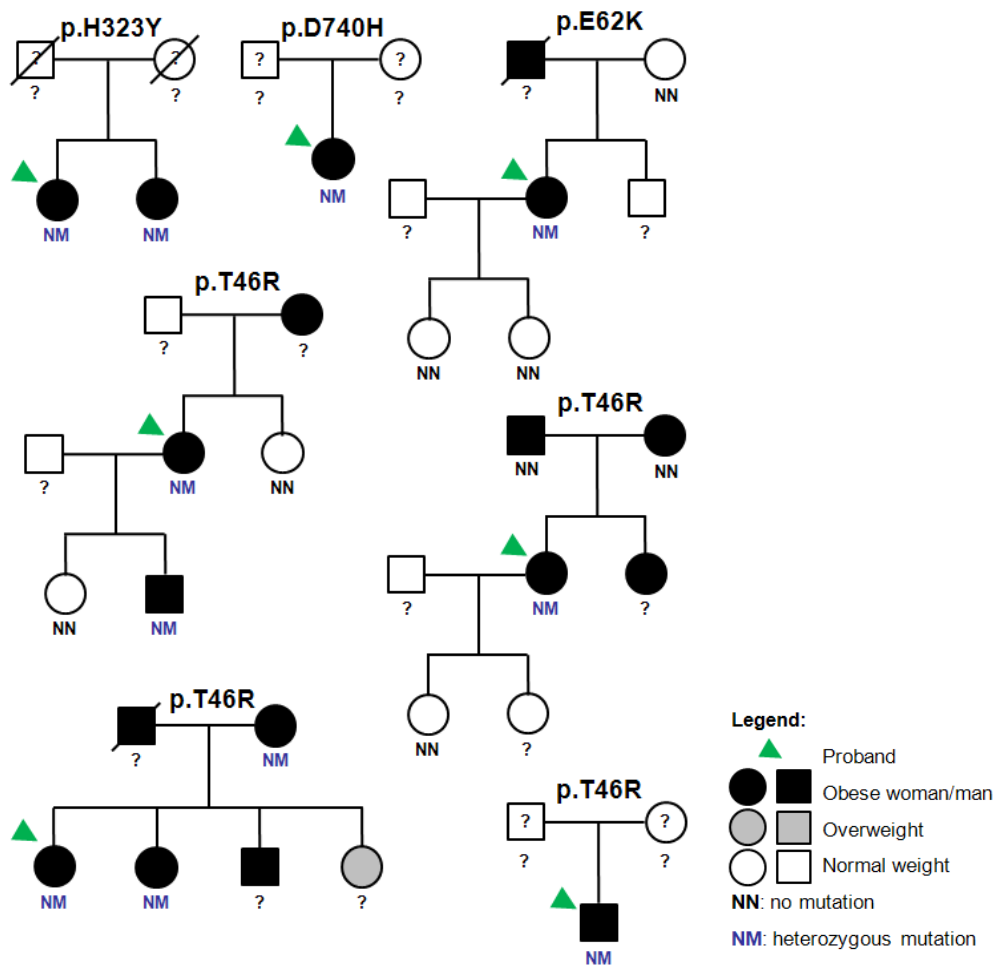 p.H323Y
? ?
? ?
NM NM
p.D740H
? ?
? ?
NM
p.E62K
? NN
? NM ?
NN NN
p.T46R
? ?
? NM NN
NN NM
p.T46R
NN NN
? NM ?
NN ?
p.T46R
? NM
NM NM ? ?
p.T46R
? ?
? ?
NM
Legend:
Proband
Obese woman/man
Overweight
Normal weight
NN: no mutation
NM: heterozygous mutation